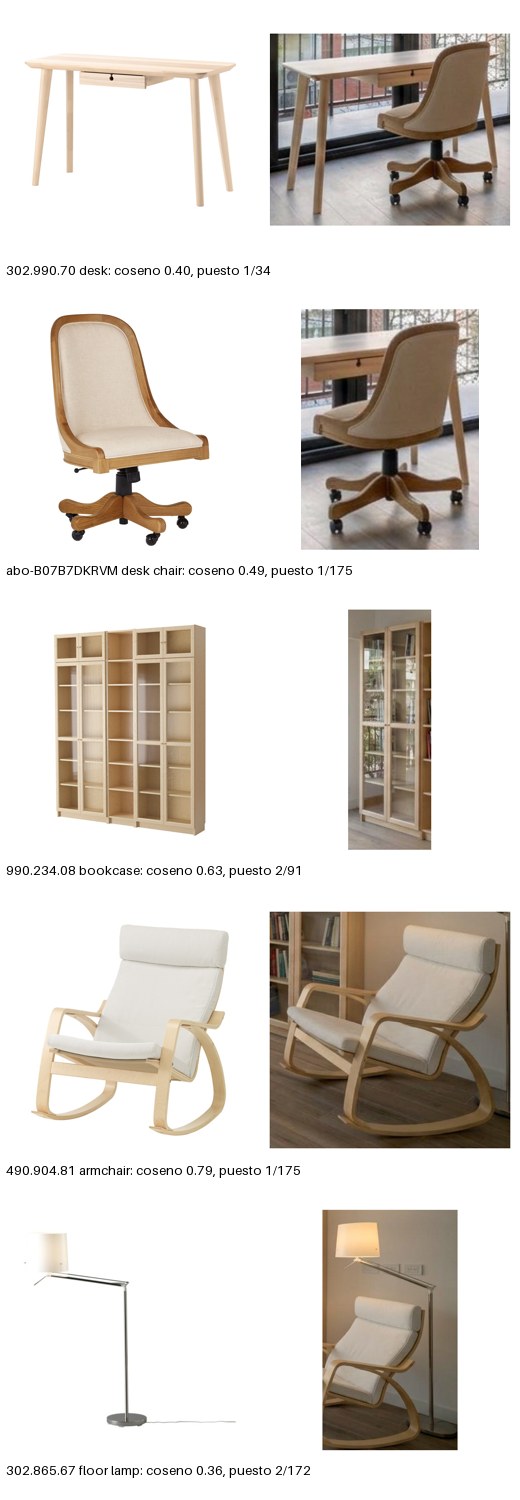 302.990.70 desk: coseno 0.40, puesto 1/34
abo-B07B7DKRVM desk chair: coseno 0.49, puesto 1/175
990.234.08 bookcase: coseno 0.63, puesto 2/91
490.904.81 armchair: coseno 0.79, puesto 1/175
302.865.67 floor lamp: coseno 0.36, puesto 2/172